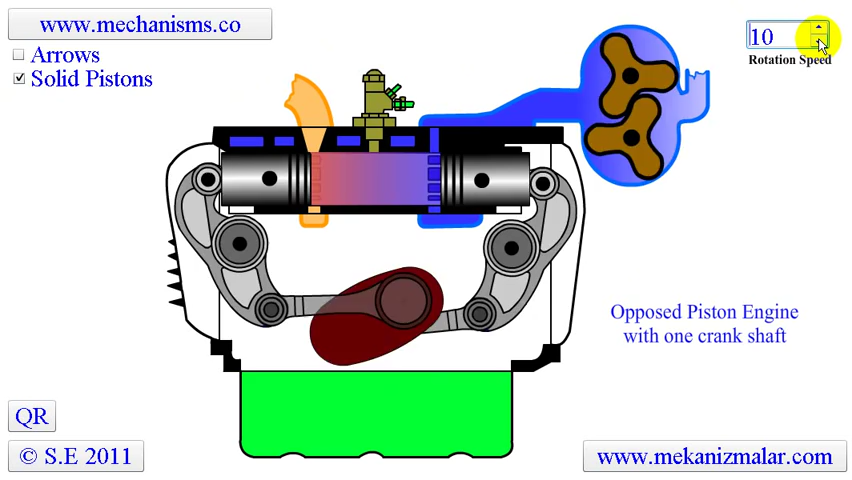 www.mechanisms.co
Arrows
Solid Pistons
10
Rotation Speed
Opposed Piston Engine
with one crank shaft
QR
© S.E 2011
www.mekanizmalar.com